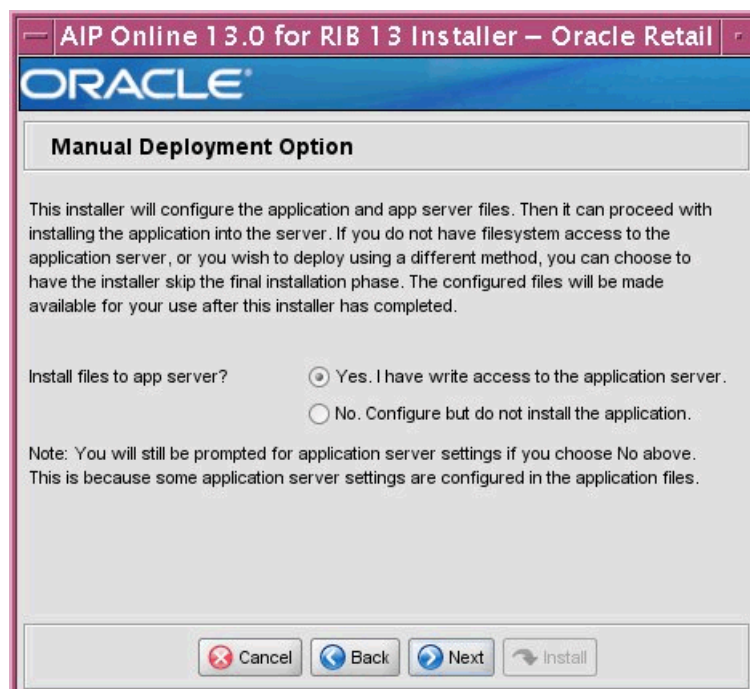 AIP Online 13.0 for RIB 13 Installer – Oracle Retail
ORACLE®
Manual Deployment Option
This installer will configure the application and app server files. Then it can proceed with
installing the application into the server. If you do not have filesystem access to the
application server, or you wish to deploy using a different method, you can choose to
have the installer skip the final installation phase. The configured files will be made
available for your use after this installer has completed.
Install files to app server?
Yes. I have write access to the application server.
No. Configure but do not install the application.
Note: You will still be prompted for application server settings if you choose No above.
This is because some application server settings are configured in the application files.
Cancel Back Next Install